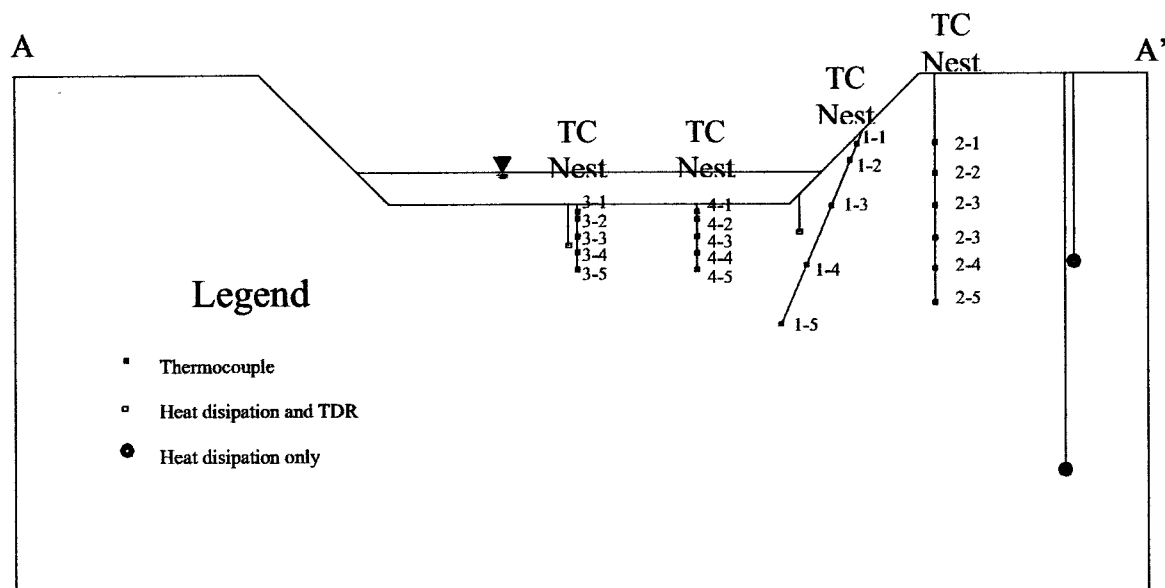 A
A’
TC
Nest
TC
Nest
TC
Nest
TC
Nest
1-1
1-2
1-3
1-4
1-5
2-1
2-2
2-3
2-3
2-4
2-5
3-1
3-2
3-3
3-4
3-5
4-1
4-2
4-3
4-4
4-5
Legend
Thermocouple
Heat disipation and TDR
Heat disipation only